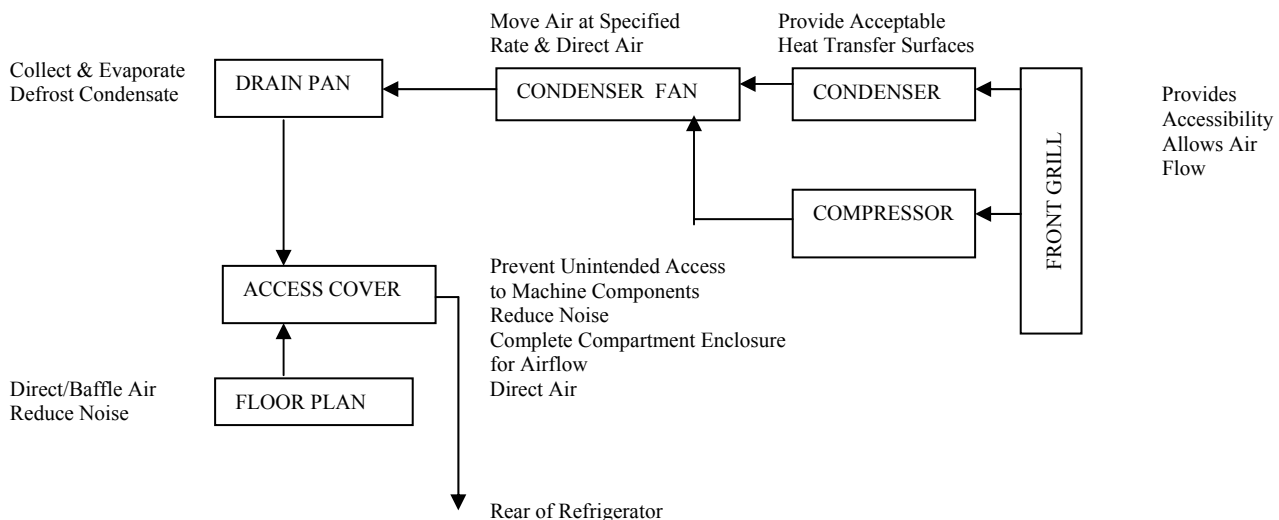 Move Air at Specified
Rate & Direct Air
Provide Acceptable
Heat Transfer Surfaces
Collect & Evaporate
Defrost Condensate
DRAIN PAN
CONDENSER FAN
CONDENSER
Provides
Accessibility
Allows Air
Flow
COMPRESSOR
FRONT GRILL
ACCESS COVER
Prevent Unintended Access
to Machine Components
Reduce Noise
Complete Compartment Enclosure
for Airflow
Direct Air
Direct/Baffle Air
Reduce Noise
FLOOR PLAN
Rear of Refrigerator